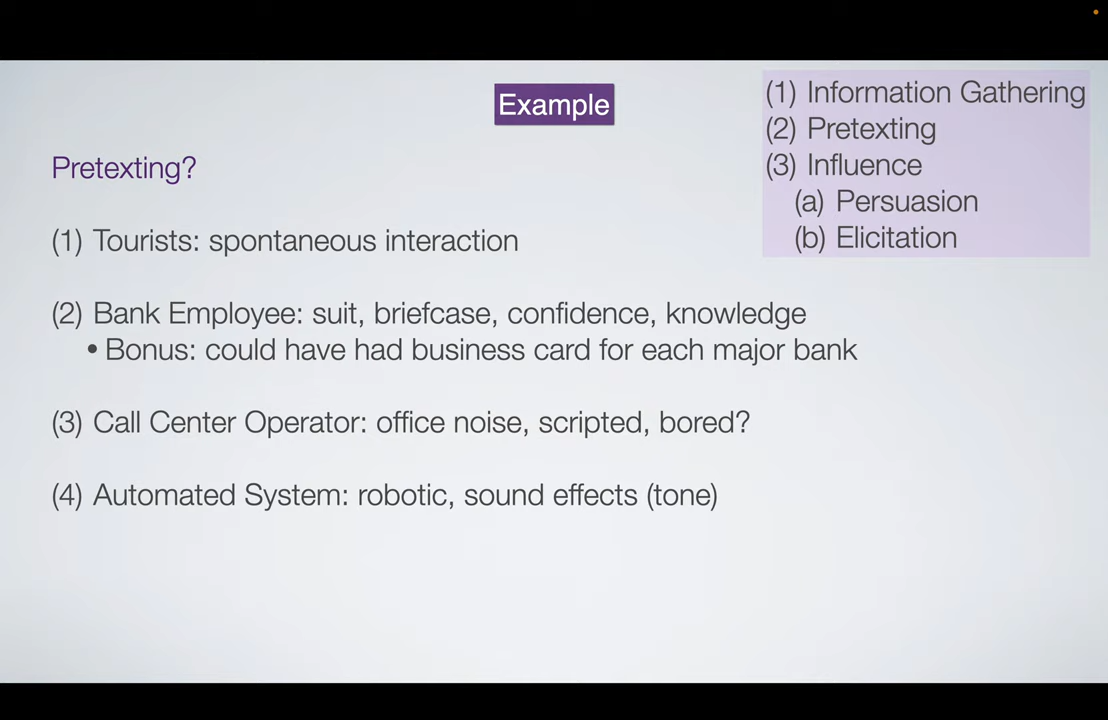 Example
(1) Information Gathering
(2) Pretexting
(3) Influence
(a) Persuasion
(b) Elicitation
Pretexting?
(1) Tourists: spontaneous interaction
(2) Bank Employee: suit, briefcase, confidence, knowledge
• Bonus: could have had business card for each major bank
(3) Call Center Operator: office noise, scripted, bored?
(4) Automated System: robotic, sound effects (tone)